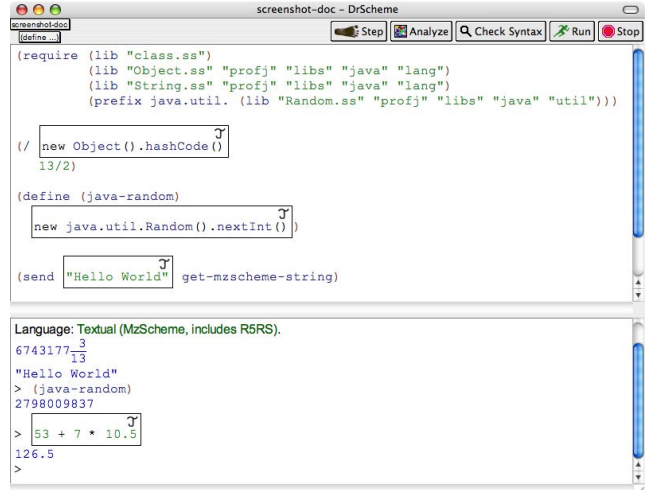 screenshot-doc - DrScheme
screenshot-doc
(define ...)
Step Analyze Check Syntax Run Stop
(require (lib "class.ss")
(lib "Object.ss" "profj" "libs" "java" "lang")
(lib "String.ss" "profj" "libs" "java" "lang")
(prefix java.util. (lib "Random.ss" "profj" "libs" "java" "util")))
J
(/ new Object().hashCode()
13/2)
(define (java-random)
J
new java.util.Random().nextInt())
J
(send "Hello World" get-mzscheme-string)
Language: Textual (MzScheme, includes R5RS).
6743177 3/13
"Hello World"
> (java-random)
2798009837
J
> 53 + 7 * 10.5
126.5
>